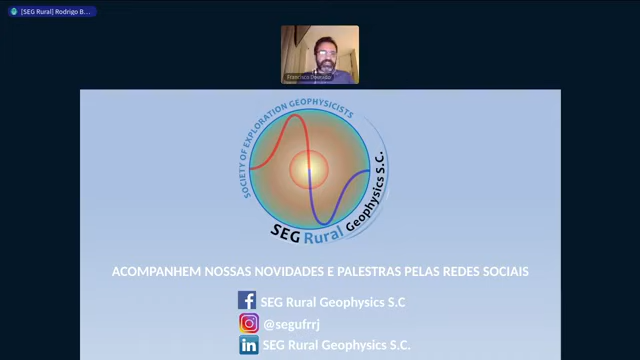 [SEG Rural] Rodrigo B...
SOCIETY OF EXPLORATION GEOPHYSICISTS
SEG Rural Geophysics S.C.
ACOMPANHEM NOSSAS NOVIDADES E PALESTRAS PELAS REDES SOCIAIS
SEG Rural Geophysics S.C
@segufrrj
SEG Rural Geophysics S.C.